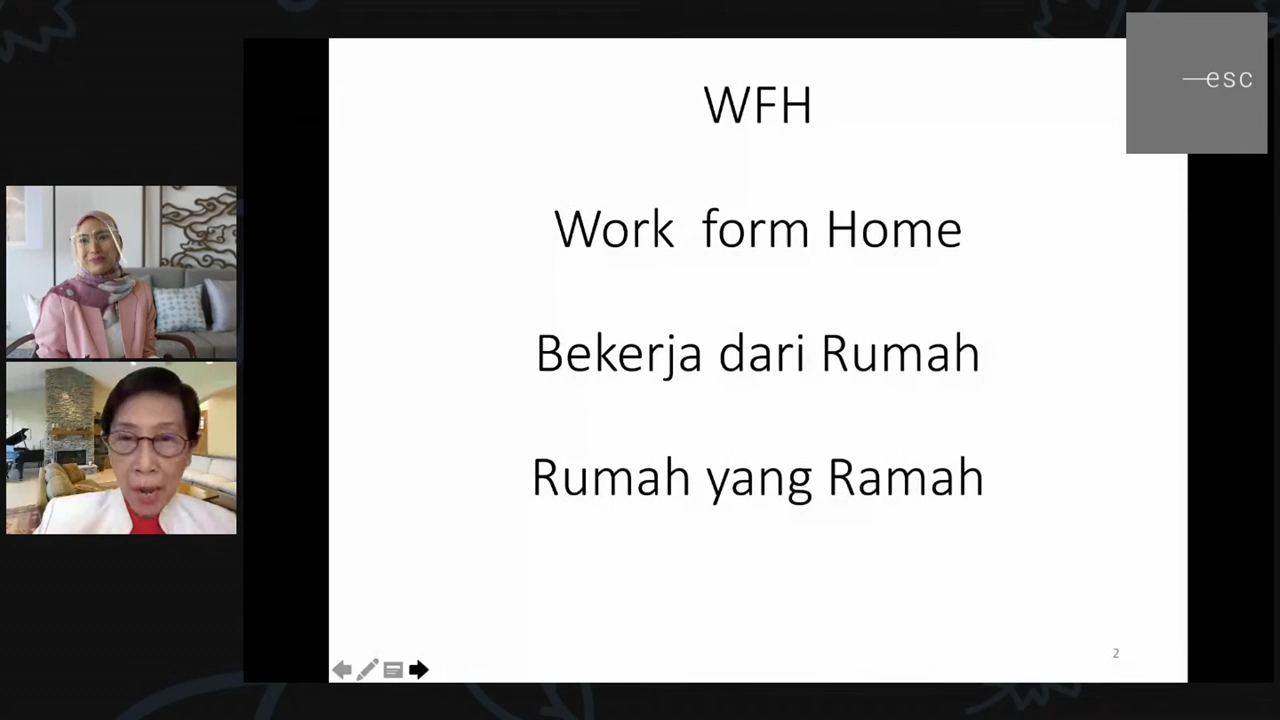 WFH
—esc
Work form Home
Bekerja dari Rumah
Rumah yang Ramah
2